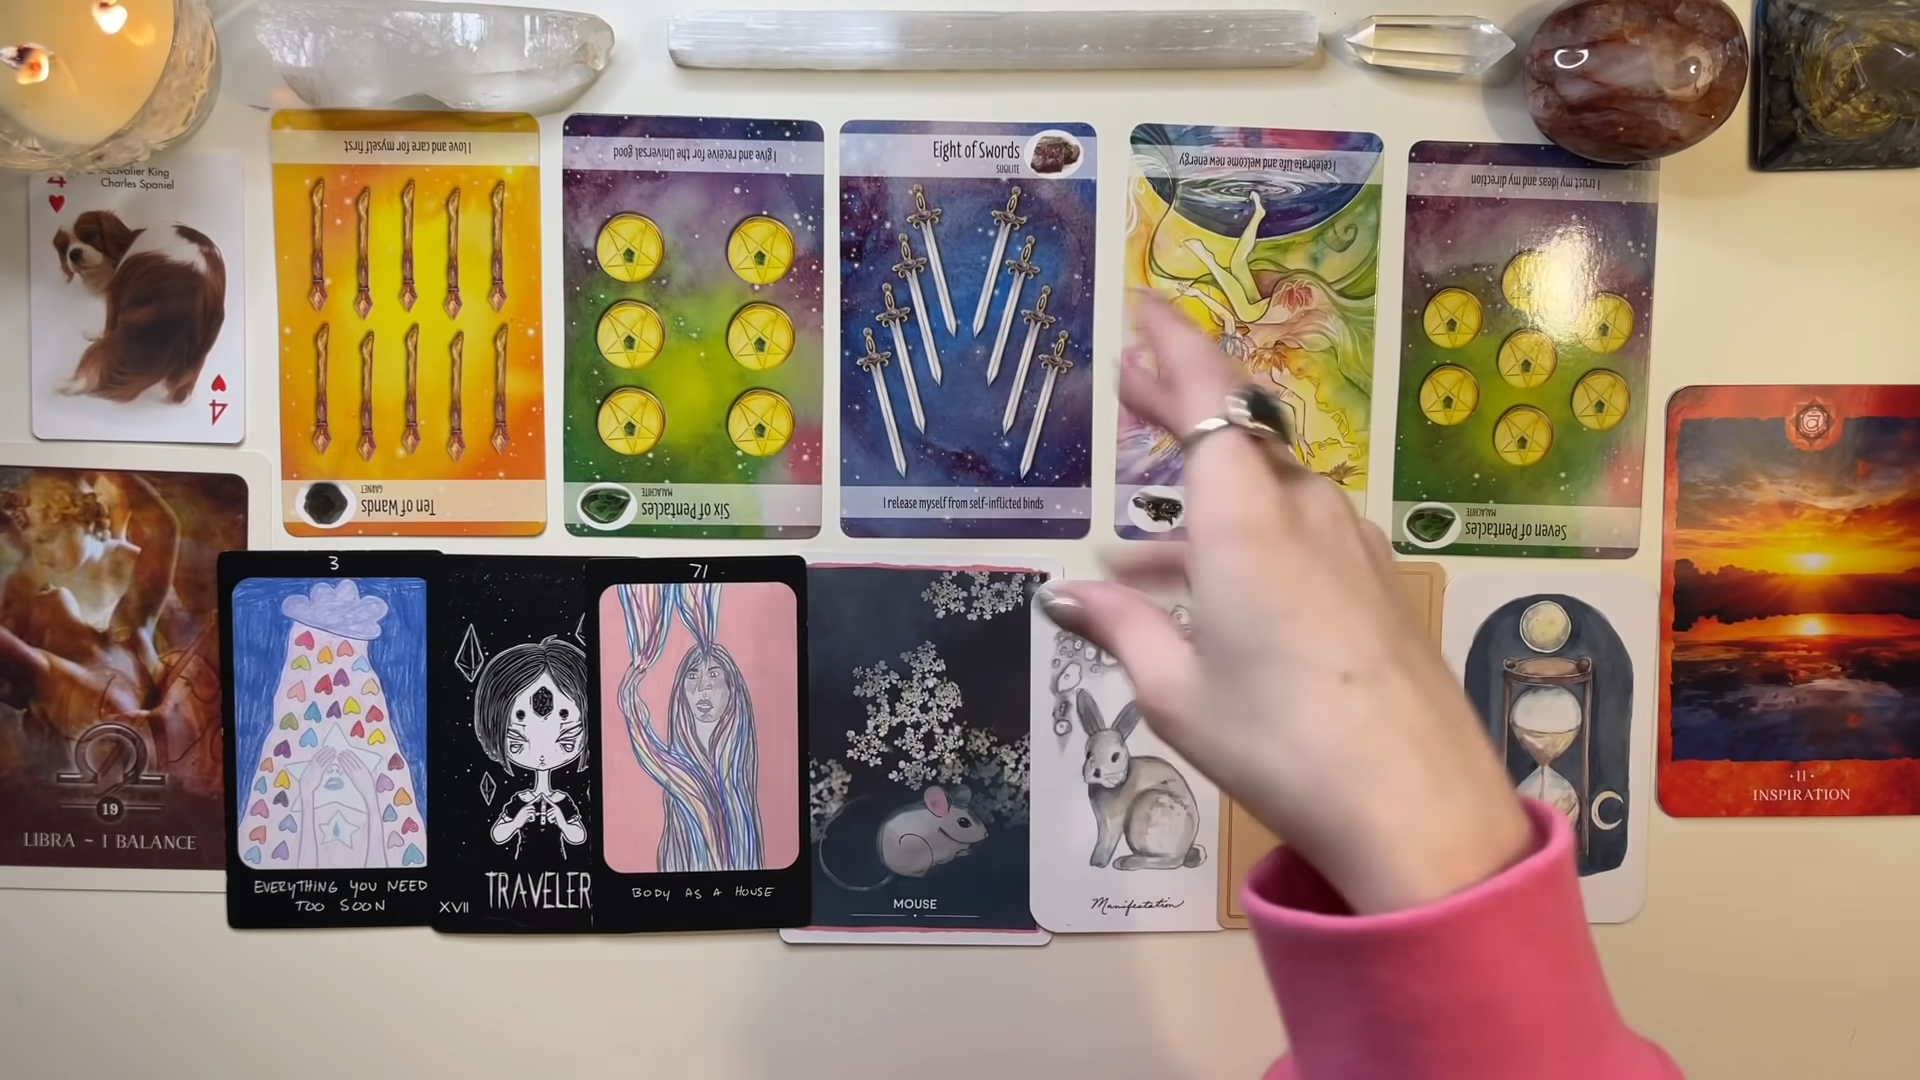 4
Cavalier King
Charles Spaniel
4
I love and care for myself first
Ten of Wands
GARNET
I give and receive for the Universal good
Six of Pentacles
MALACHITE
Eight of Swords
SUGILITE
I release myself from self-inflicted binds
I celebrate life and welcome new energy
I trust my ideas and my direction
Seven of Pentacles
MALACHITE
19
LIBRA ~ I BALANCE
3
EVERYTHING YOU NEED
TOO SOON
XVII
TRAVELER
71
BODY AS A HOUSE
MOUSE
Manifestation
·11·
INSPIRATION